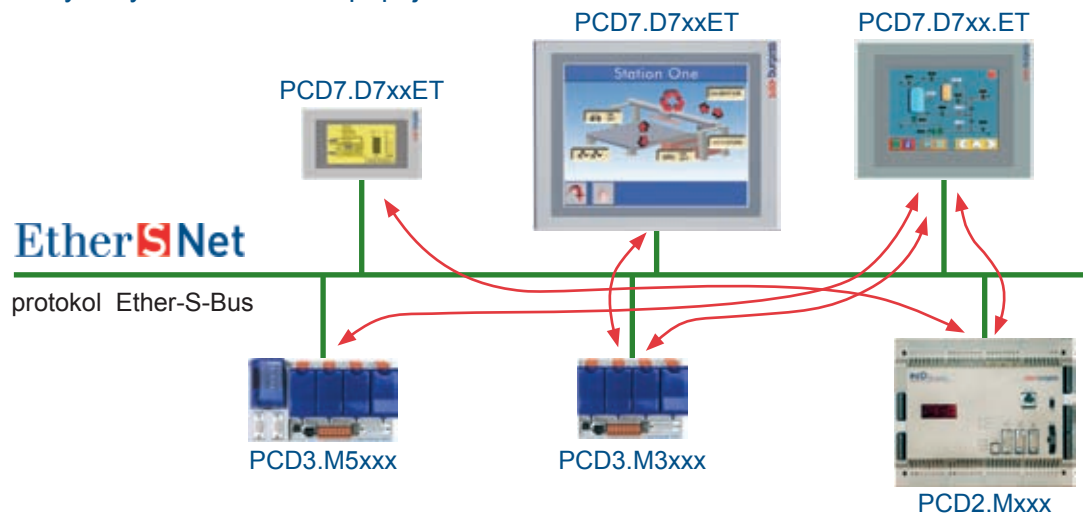 PCD7.D7xxET
PCD7.D7xx.ET
PCD7.D7xxET
Station One
EtherSNet
protokol Ether-S-Bus
PCD3.M5xxx
PCD3.M3xxx
PCD2.Mxxx